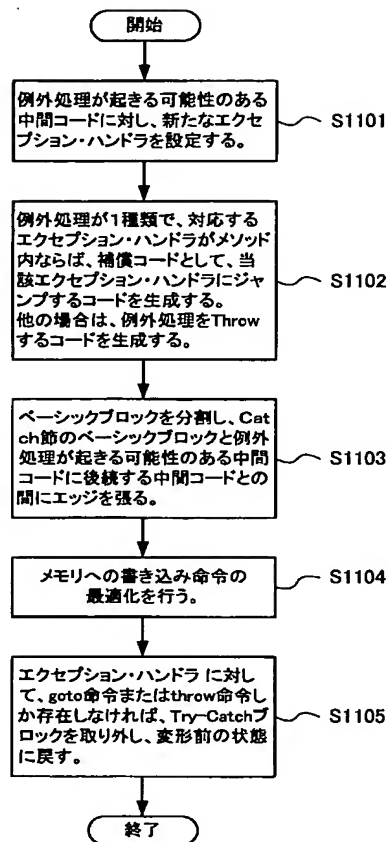 開始
例外処理が起きる可能性のある
中間コードに対し、新たなエクセ
プション・ハンドラを設定する。
S1101
例外処理が1種類で、対応する
エクセプション・ハンドラがメソッド
内ならば、補償コードとして、当
該エクセプション・ハンドラにジャ
ンプするコードを生成する。
他の場合は、例外処理をThrow
するコードを生成する。
S1102
ベーシックブロックを分割し、Cat
ch節のベーシックブロックと例外
処理が起きる可能性のある中間
コードに後続する中間コードとの
間にエッジを張る。
S1103
メモリへの書き込み命令の
最適化を行う。
S1104
エクセプション・ハンドラ に対し
て、goto命令またはthrow命令し
か存在しなければ、Try-Catchブ
ロックを取り外し、変形前の状態
に戻す。
S1105
終了